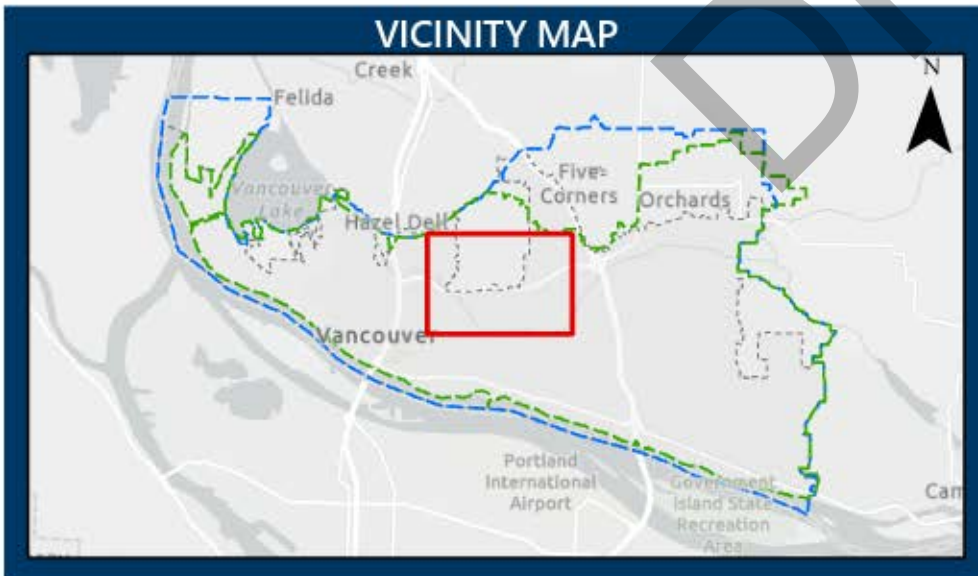 VICINITY MAP
Creek
N
Felida
Five
Corners
Vancouver
Lake
Orchards
Hazel Dell
Vancouver
Portland
International
Airport
Government
Island State
Recreation
Area
Cam